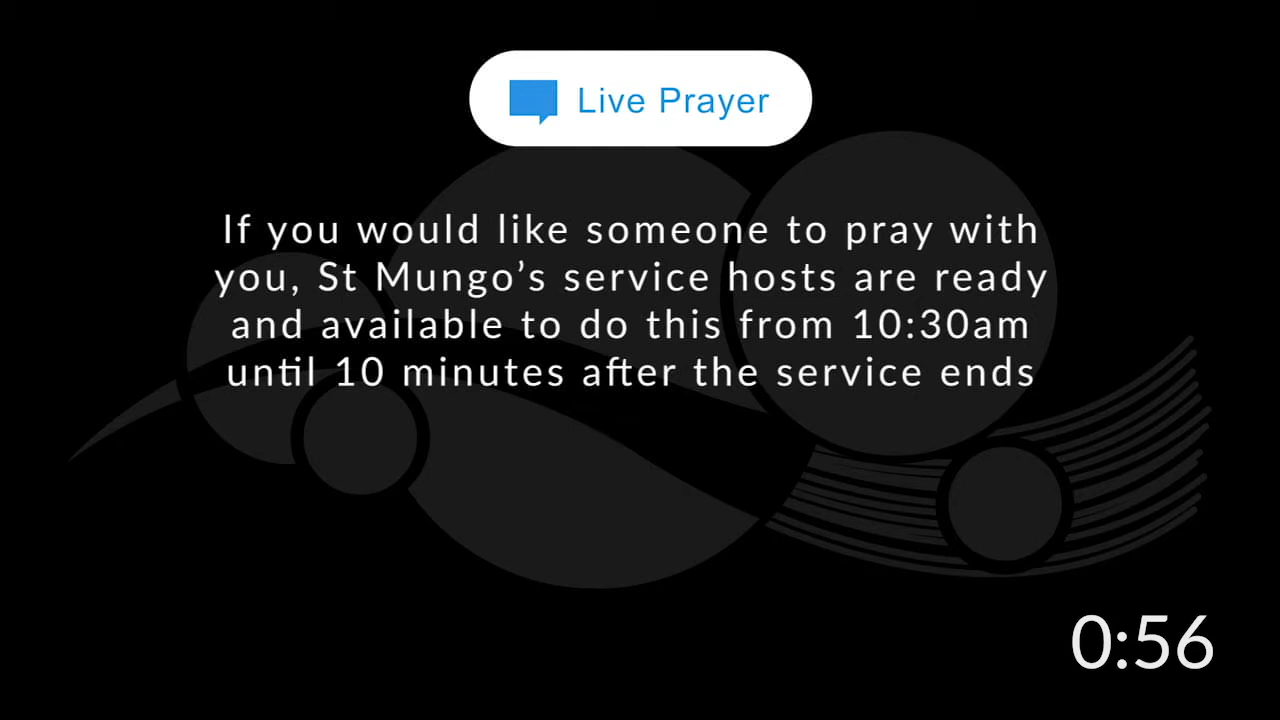 Live Prayer
If you would like someone to pray with
you, St Mungo’s service hosts are ready
and available to do this from 10:30am
until 10 minutes after the service ends
0:56